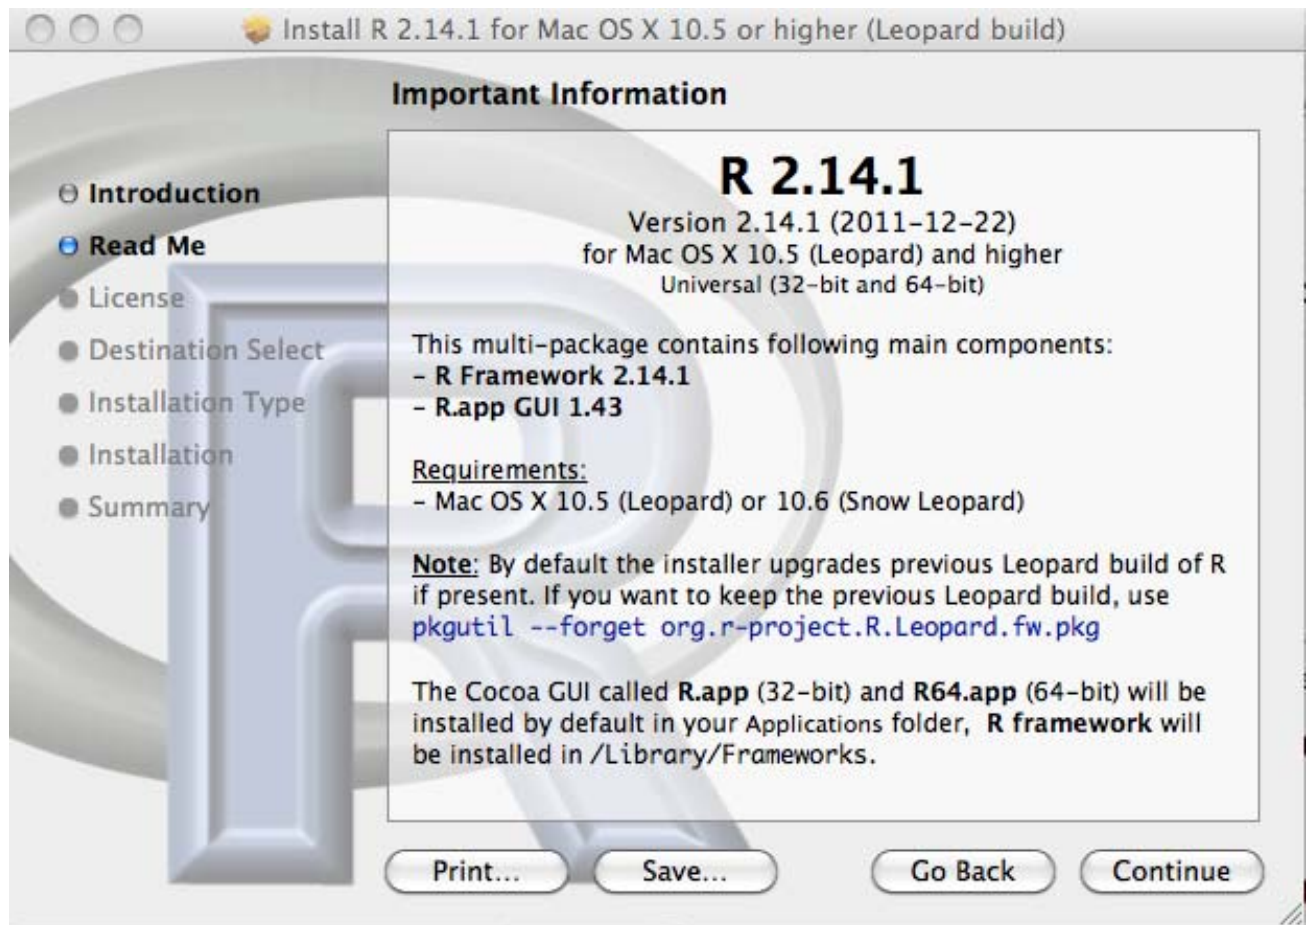 Install R 2.14.1 for Mac OS X 10.5 or higher (Leopard build)
Important Information
Introduction
Read Me
License
Destination Select
Installation Type
Installation
Summary
R 2.14.1
Version 2.14.1 (2011-12-22)
for Mac OS X 10.5 (Leopard) and higher
Universal (32-bit and 64-bit)
This multi-package contains following main components:
- R Framework 2.14.1
- R.app GUI 1.43
Requirements:
- Mac OS X 10.5 (Leopard) or 10.6 (Snow Leopard)
Note: By default the installer upgrades previous Leopard build of R
if present. If you want to keep the previous Leopard build, use
pkgutil --forget org.r-project.R.Leopard.fw.pkg
The Cocoa GUI called R.app (32-bit) and R64.app (64-bit) will be
installed by default in your Applications folder, R framework will
be installed in /Library/Frameworks.
Print...
Save...
Go Back
Continue